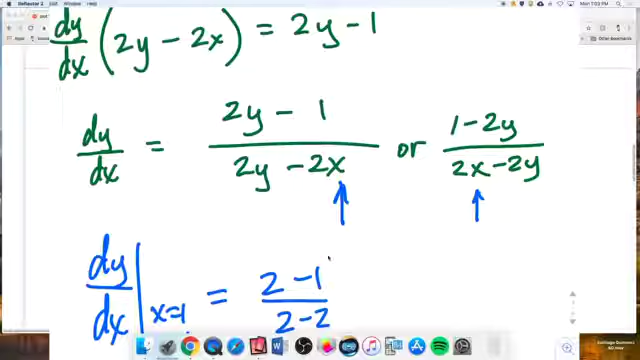 dy/dx (2y − 2x) = 2y − 1
dy/dx = (2y − 1)/(2y − 2x) or (1 − 2y)/(2x − 2y)
dy/dx | x=1 = (2 − 1)/(2 − 2)